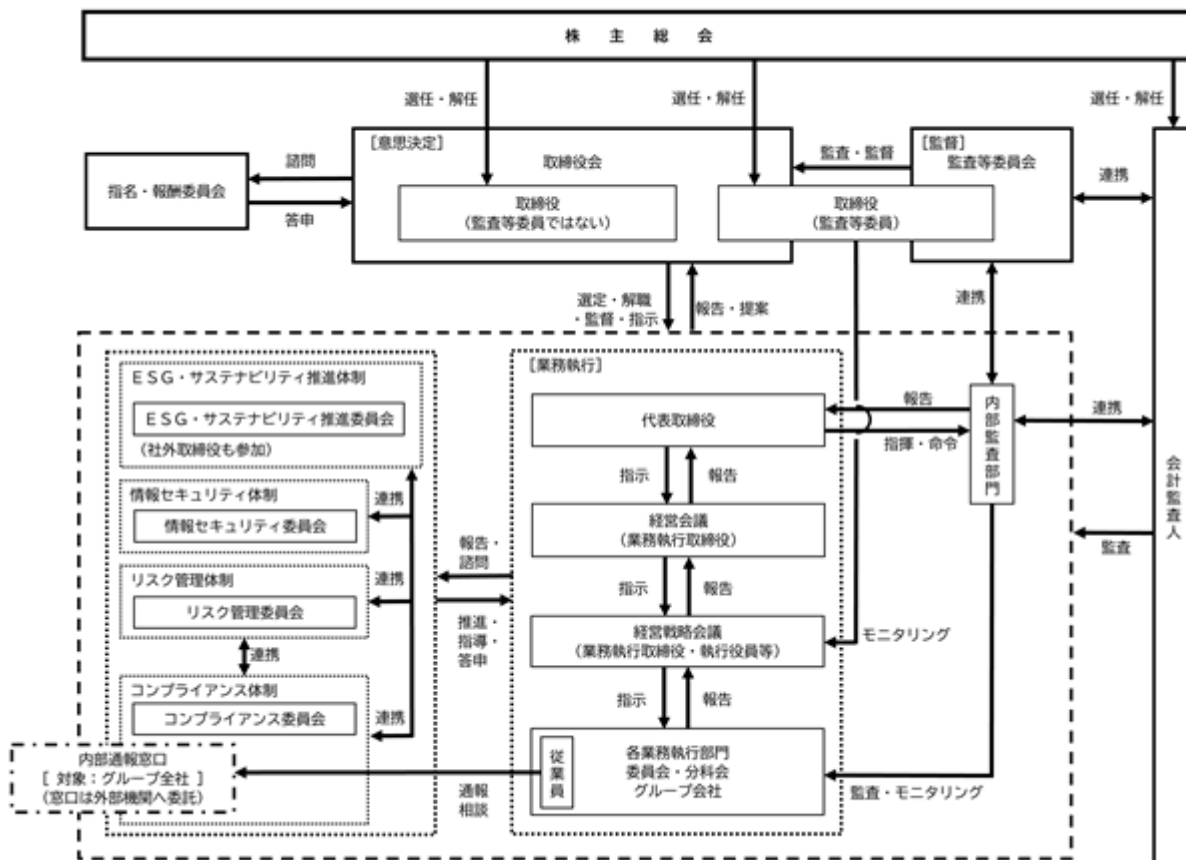 株主総会
選任・解任
選任・解任
選任・解任
[意思決定]
取締役会
監査・監督
[監督]
監査等委員会
諮問
指名・報酬委員会
答申
取締役
（監査等委員ではない）
取締役
（監査等委員）
連携
選定・解職
・監督・指示
報告・提案
連携
ESG・サステナビリティ推進体制
ESG・サステナビリティ推進委員会
（社外取締役も参加）
[業務執行]
代表取締役
報告
指揮・命令
内部監査部門
連携
会計監査人
指示
報告
情報セキュリティ体制
情報セキュリティ委員会
連携
経営会議
（業務執行取締役）
監査
報告・
諮問
リスク管理体制
リスク管理委員会
連携
指示
報告
推進・
指導・
答申
経営戦略会議
（業務執行取締役・執行役員等）
モニタリング
連携
コンプライアンス体制
コンプライアンス委員会
連携
指示
報告
内部通報窓口
[ 対象：グループ全社 ]
（窓口は外部機関へ委託）
通報
相談
従業員
各業務執行部門
委員会・分科会
グループ会社
監査・モニタリング